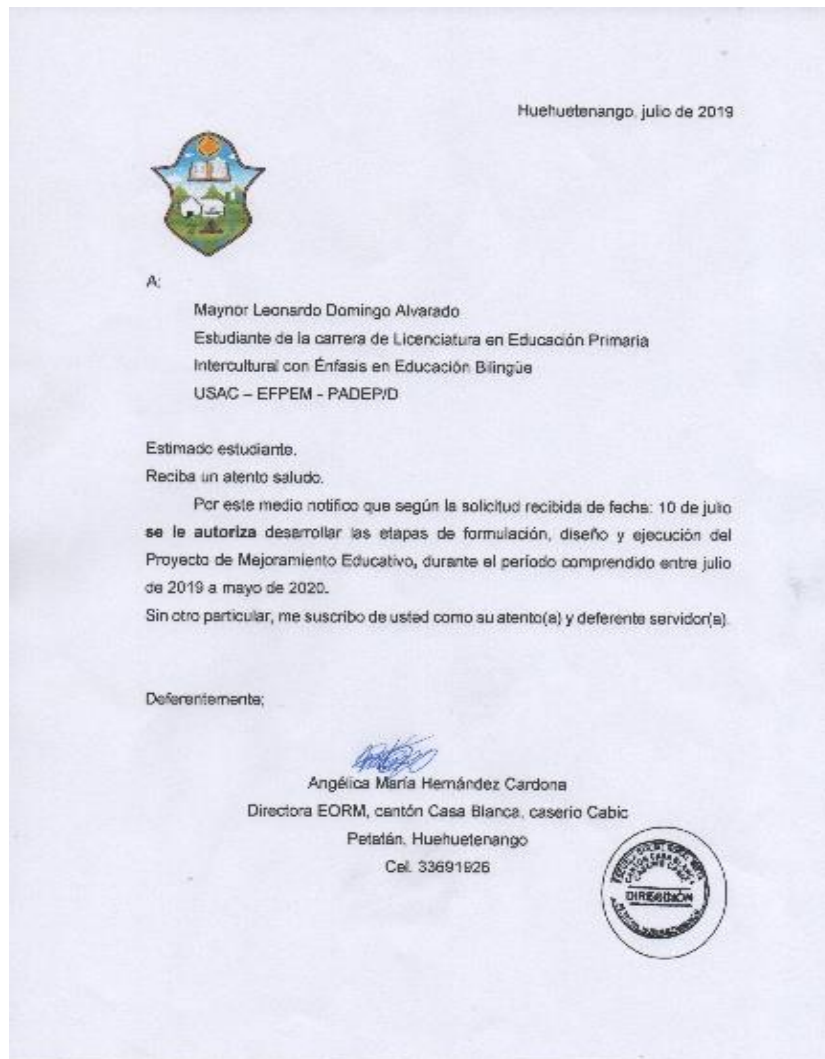 Huehuetenango, julio de 2019
A:
Maynor Leonardo Domingo Alvarado
Estudiante de la carrera de Licenciatura en Educación Primaria
Intercultural con Énfasis en Educación Bilingüe
USAC – EFPEM - PADEP/D
Estimado estudiante.
Reciba un atento saludo.
Por este medio notifico que según la solicitud recibida de fecha: 10 de julio
se le autoriza desarrollar las etapas de formulación, diseño y ejecución del
Proyecto de Mejoramiento Educativo, durante el período comprendido entre julio
de 2019 a mayo de 2020.
Sin otro particular, me suscribo de usted como su atento(a) y deferente servidor(a).
Deferentemente;
Angélica María Hernández Cardona
Directora EORM, cantón Casa Blanca, caserio Cabic
Petatán, Huehuetenango
Cel. 33691926
CANTÓN CASA BLANCA
DIRECCIÓN